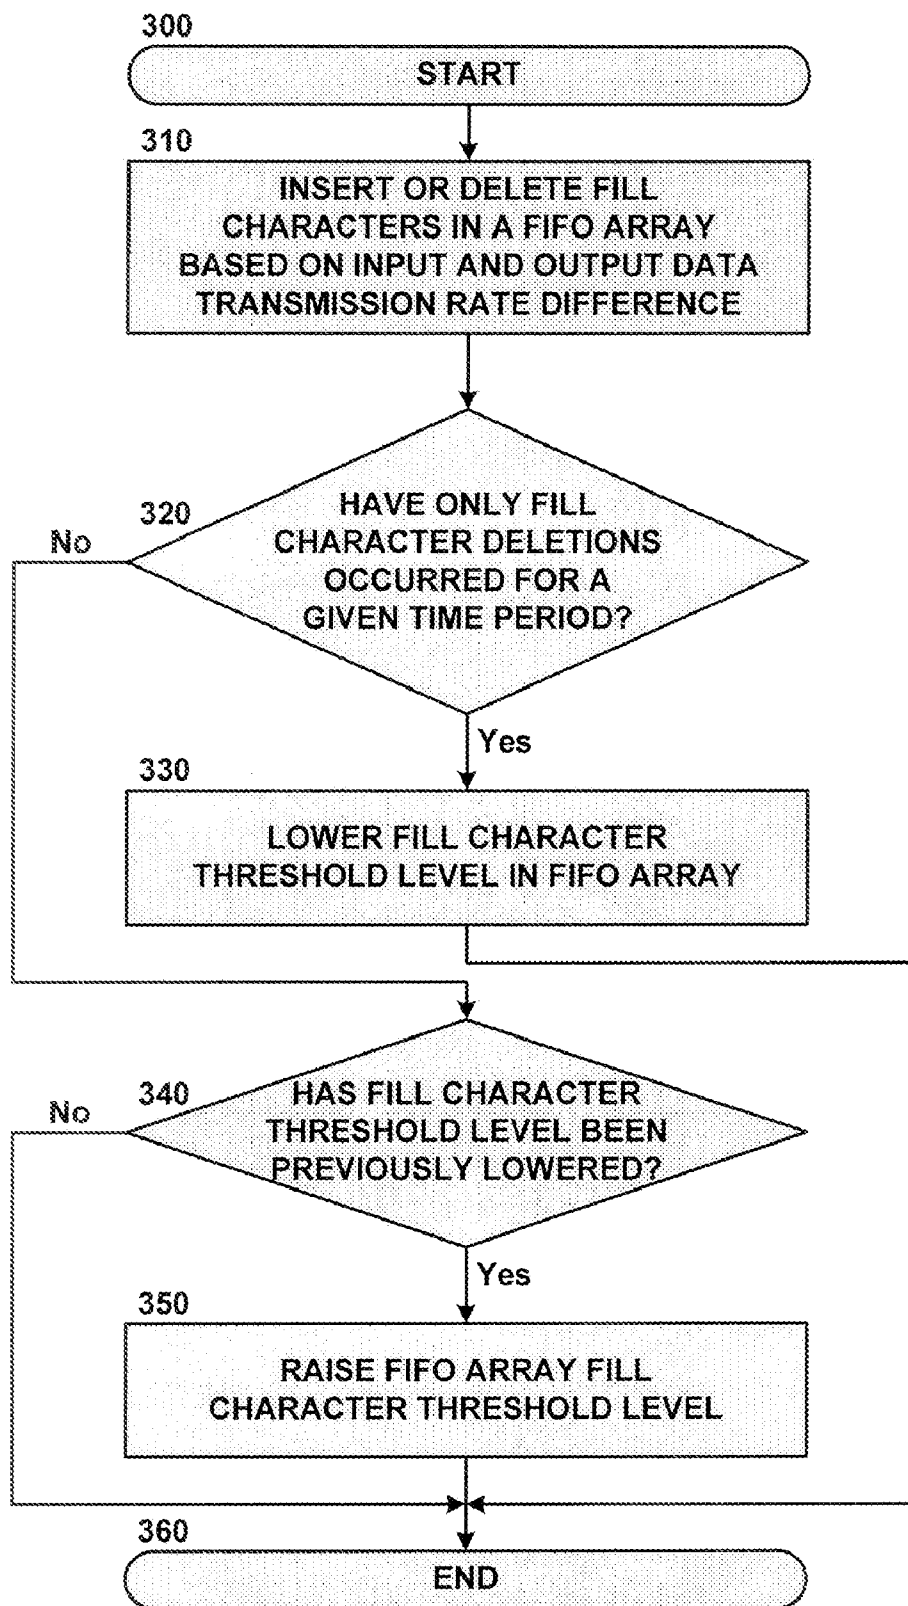 300
START
310
INSERT OR DELETE FILL
CHARACTERS IN A FIFO ARRAY
BASED ON INPUT AND OUTPUT DATA
TRANSMISSION RATE DIFFERENCE
320
No
HAVE ONLY FILL
CHARACTER DELETIONS
OCCURRED FOR A
GIVEN TIME PERIOD?
Yes
330
LOWER FILL CHARACTER
THRESHOLD LEVEL IN FIFO ARRAY
340
No
HAS FILL CHARACTER
THRESHOLD LEVEL BEEN
PREVIOUSLY LOWERED?
Yes
350
RAISE FIFO ARRAY FILL
CHARACTER THRESHOLD LEVEL
360
END